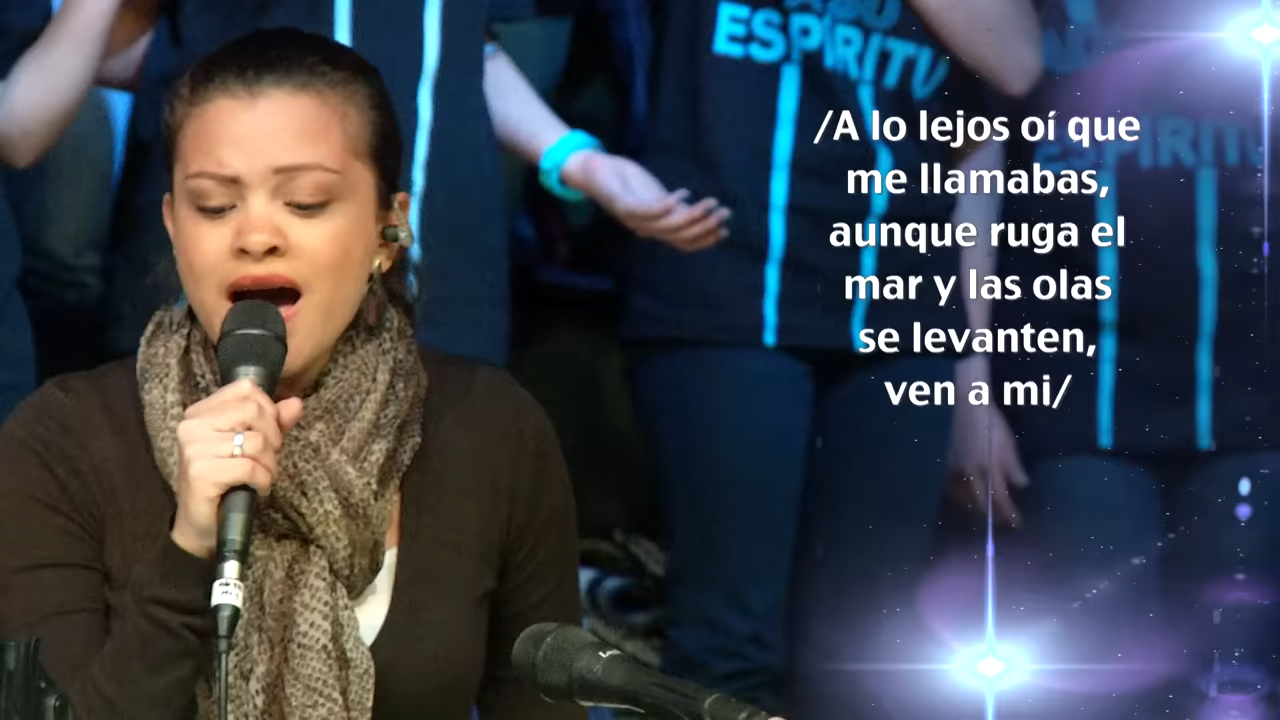 ESPIRITU
/A lo lejos oí que
me llamabas,
aunque ruga el
mar y las olas
se levanten,
ven a mi/